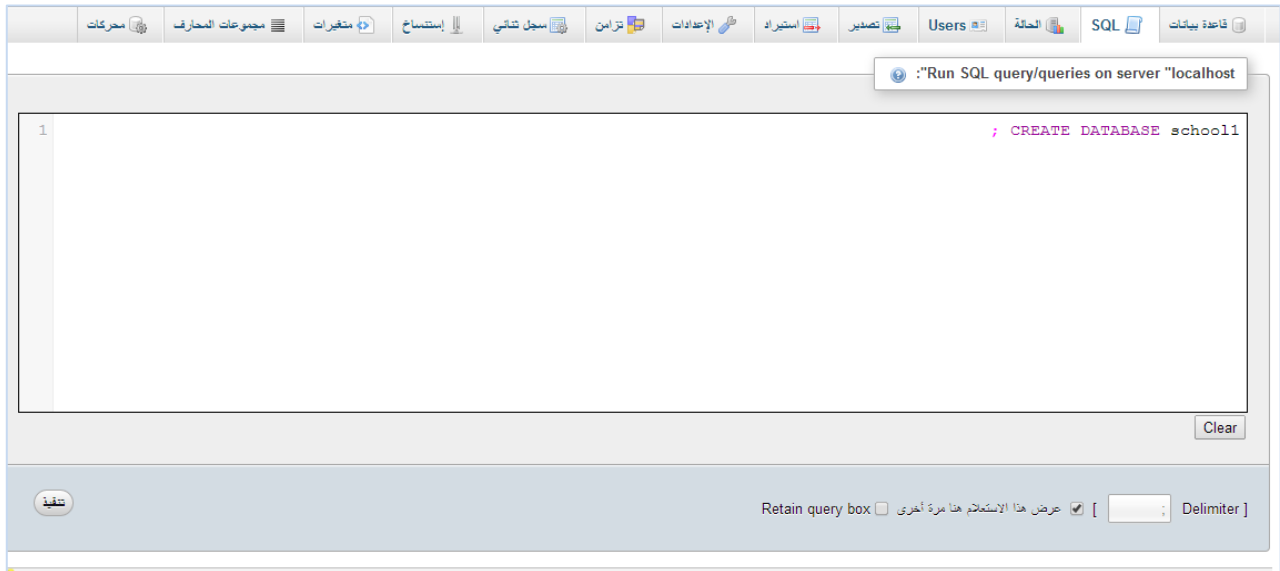 قاعدة بيانات SQL الحالة Users تصدير استيراد الإعدادات تزامن سجل ثنائي إستنساخ متغيرات مجموعات المحارف محركات
Run SQL query/queries on server "localhost":
1
CREATE DATABASE school1 ;
Clear
[ Delimiter ; ] عرض هذا الاستعلام هنا مرة أخرى Retain query box
تنفيذ